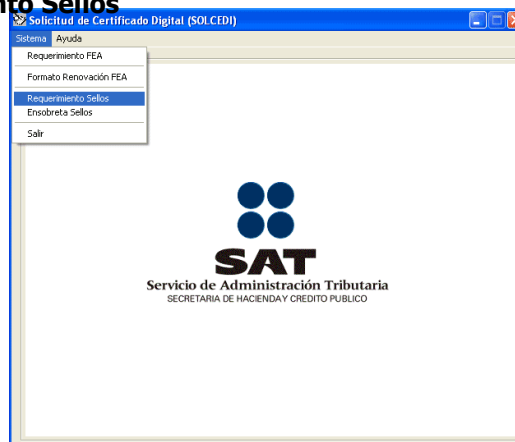 nto Sellos
Solicitud de Certificado Digital (SOLCEDI)
Sistema Ayuda
Requerimiento FEA
Formato Renovación FEA
Requerimiento Sellos
Ensobreta Sellos
Salir
SAT
Servicio de Administración Tributaria
SECRETARIA DE HACIENDA Y CREDITO PUBLICO